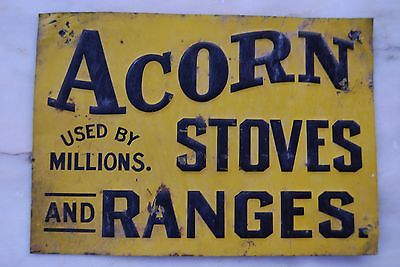 ACORN
USED BY
MILLIONS.
STOVES
AND RANGES.